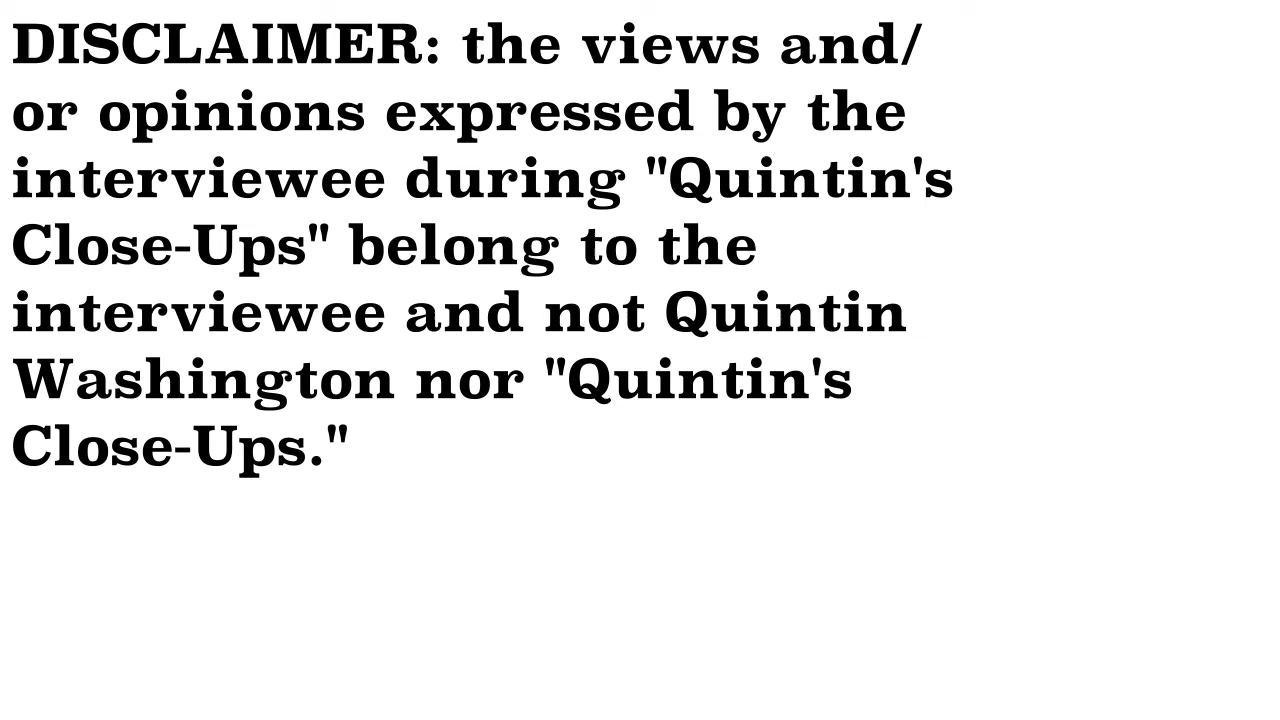 DISCLAIMER: the views and/
or opinions expressed by the
interviewee during "Quintin's
Close-Ups" belong to the
interviewee and not Quintin
Washington nor "Quintin's
Close-Ups."